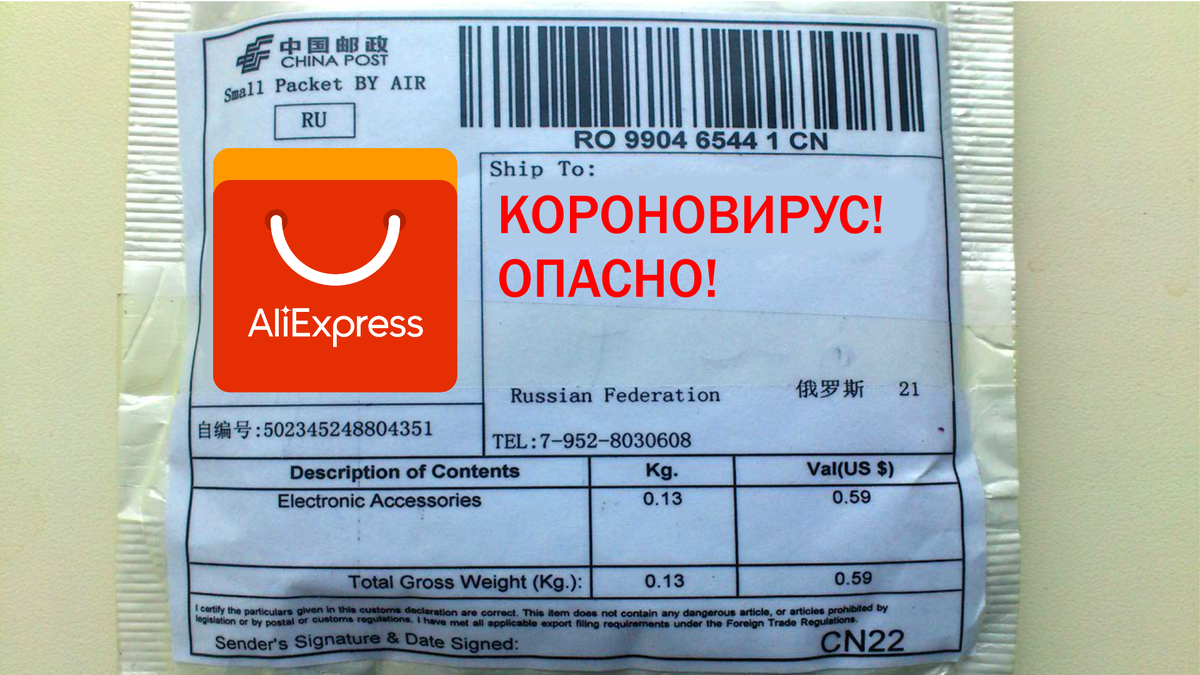 中国邮政
CHINA POST
Small Packet BY AIR
RU
RO 9904 6544 1 CN
Ship To:
КОРОНОВИРУС!
ОПАСНО!
AliExpress
Russian Federation 俄罗斯 21
自编号:502345248804351
TEL:7-952-8030608
Description of Contents Kg. Val(US $)
Electronic Accessories 0.13 0.59
Total Gross Weight (Kg.): 0.13 0.59
I certify the particulars given in this customs declaration are correct. This item does not contain any dangerous article, or articles prohibited by
legislation or by postal or customs regulations. I have met all applicable export filing requirements under the Foreign Trade Regulations.
Sender's Signature & Date Signed: CN22